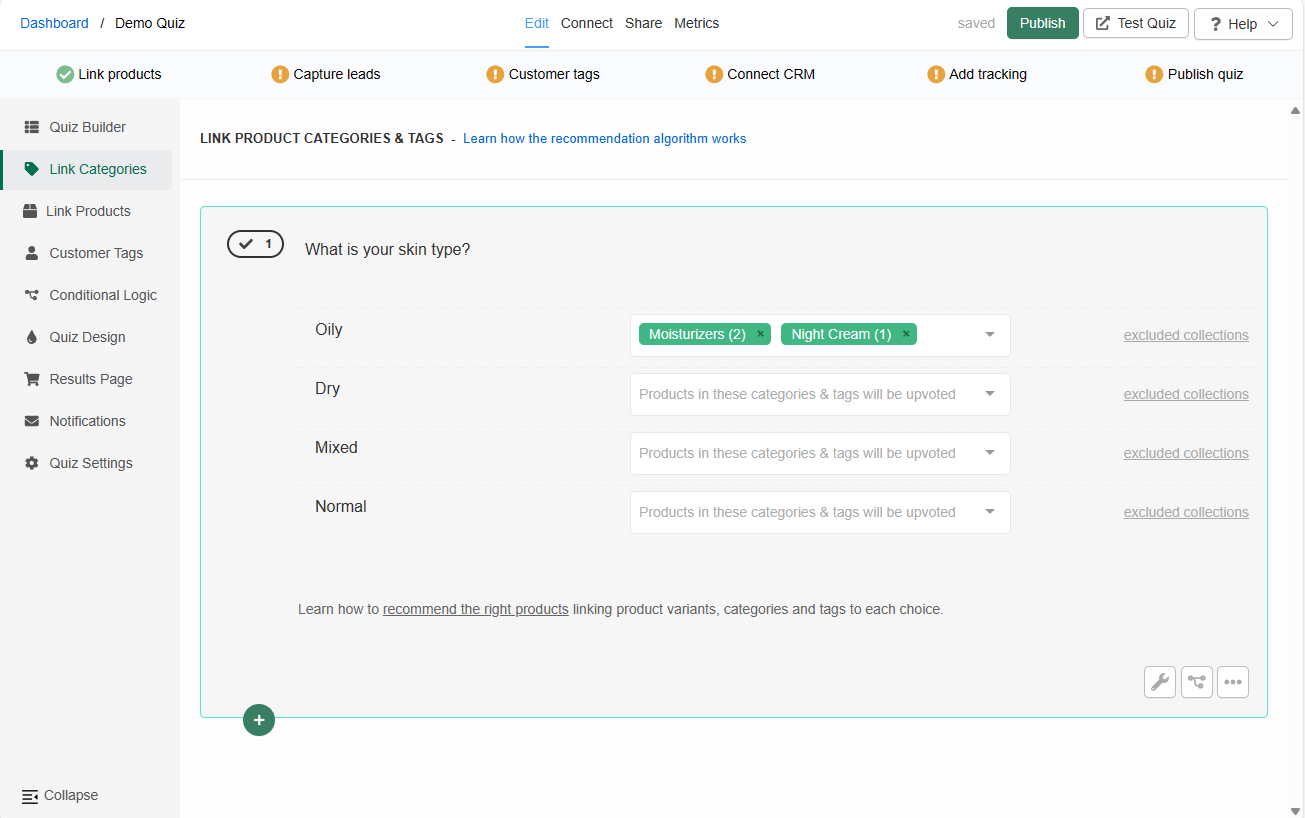 Dashboard / Demo Quiz Edit Connect Share Metrics saved Publish Test Quiz ? Help
Link products ! Capture leads ! Customer tags ! Connect CRM ! Add tracking ! Publish quiz
Quiz Builder
Link Categories
Link Products
Customer Tags
Conditional Logic
Quiz Design
Results Page
Notifications
Quiz Settings
Collapse
LINK PRODUCT CATEGORIES & TAGS - Learn how the recommendation algorithm works
1 What is your skin type?
Oily Moisturizers (2) × Night Cream (1) × excluded collections
Dry Products in these categories & tags will be upvoted excluded collections
Mixed Products in these categories & tags will be upvoted excluded collections
Normal Products in these categories & tags will be upvoted excluded collections
Learn how to recommend the right products linking product variants, categories and tags to each choice.
+